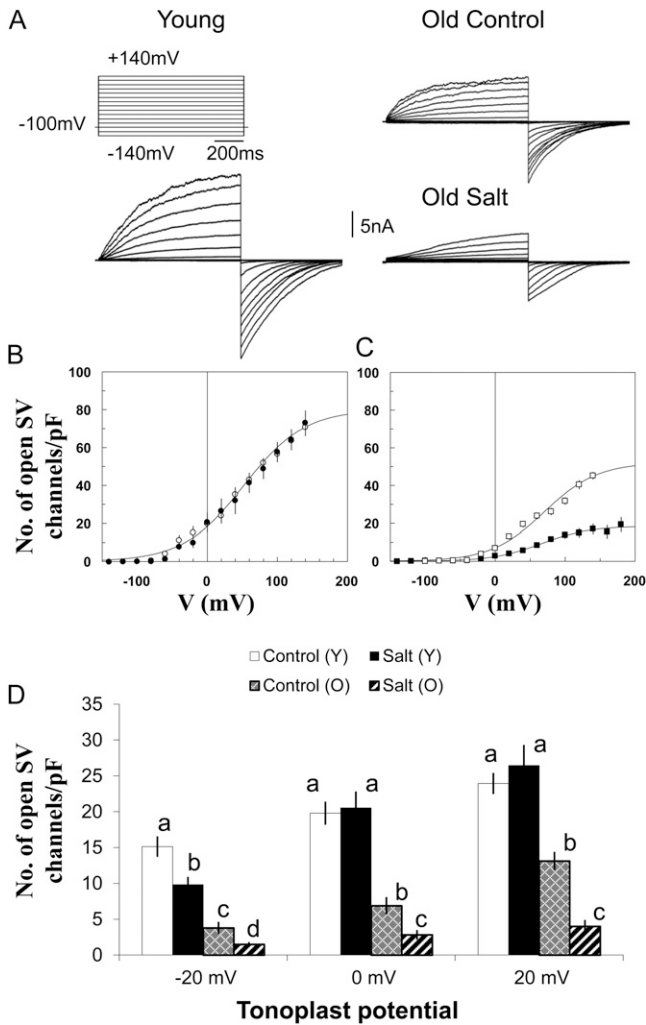 A
Young
Old Control
+140mV
-100mV
-140mV
200ms
Old Salt
5nA
B
C
No. of open SV
channels/pF
100
80
60
40
20
0
-100
0
100
200
V (mV)
100
80
60
40
20
0
-100
0
100
200
V (mV)
Control (Y)
Salt (Y)
Control (O)
Salt (O)
D
No. of open SV
channels/pF
35
30
25
20
15
10
5
0
a
b
c
d
a
a
b
c
a
a
b
c
-20 mV
0 mV
20 mV
Tonoplast potential